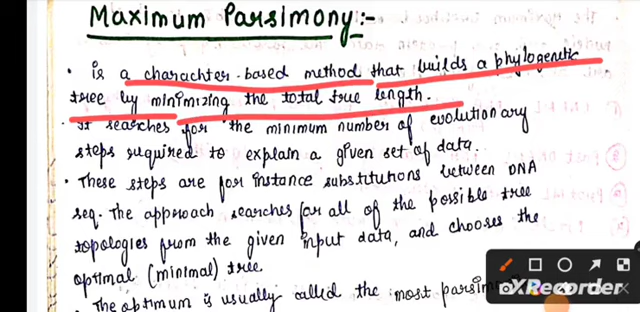 Maximum Parsimony:-
• is a charachter-based method that builds a phylogenetic
tree by minimizing the total tree length.
• It searches for the minimum number of evolutionary
steps required to explain a given set of data.
• These steps are for instance substitutions between DNA
seq. The approach searches for all of the possible tree
topologies from the given input data, and chooses the
optimal (minimal) tree.
• The optimum is usually called the most parsim
XRecorder